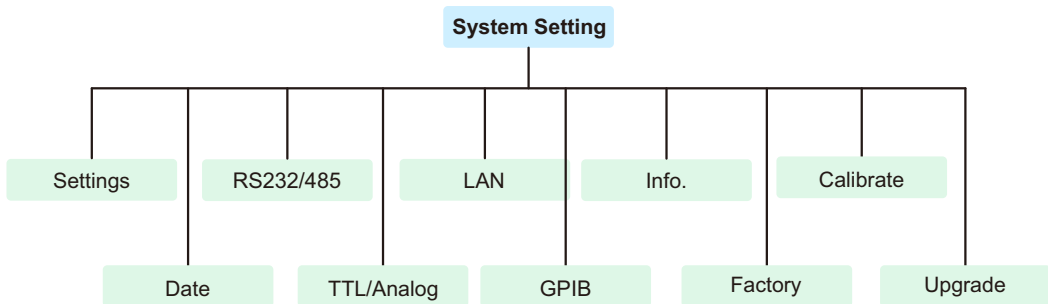 System Setting
Settings
RS232/485
LAN
Info.
Calibrate
Date
TTL/Analog
GPIB
Factory
Upgrade